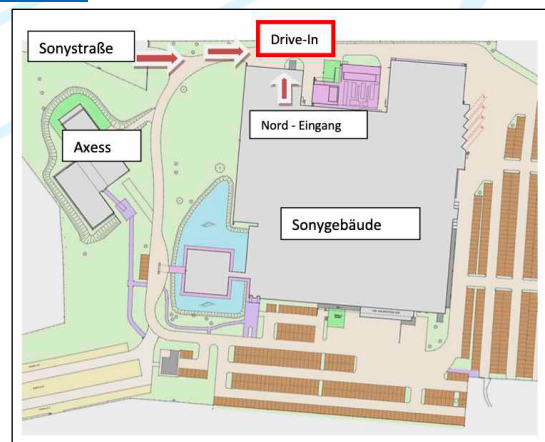 Drive-In
Sonystraße
Nord - Eingang
Axess
Sonygebäude